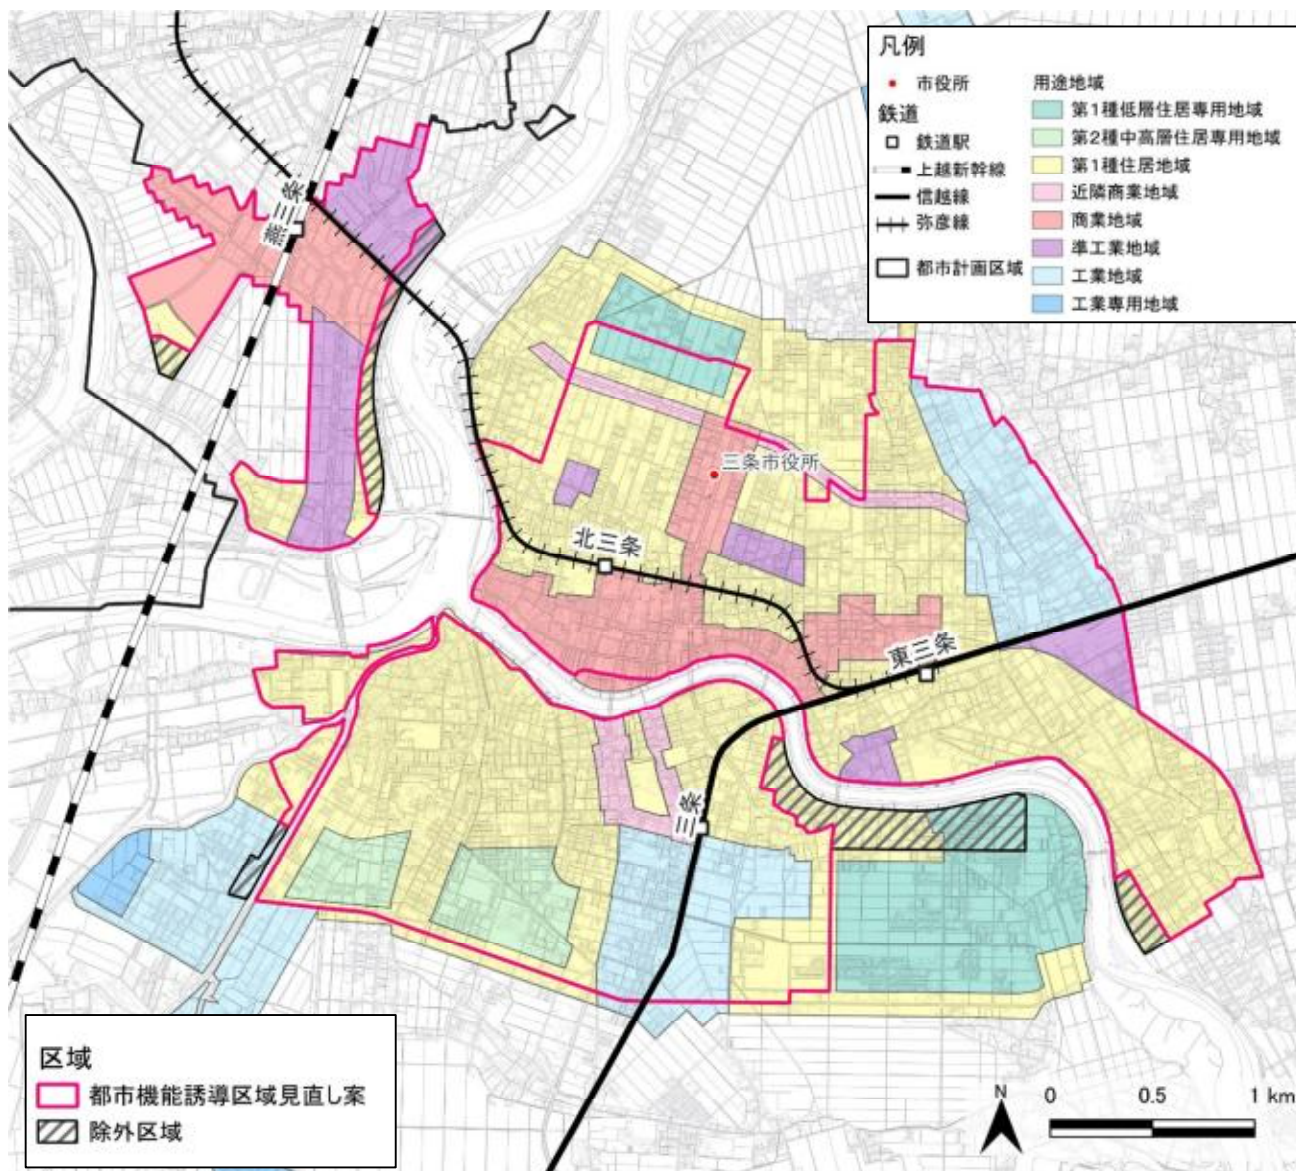 凡例
市役所
鉄道
鉄道駅
上越新幹線
信越線
弥彦線
都市計画区域
用途地域
第1種低層住居専用地域
第2種中高層住居専用地域
第1種住居地域
近隣商業地域
商業地域
準工業地域
工業地域
工業専用地域
燕三条
三条市役所
北三条
東三条
三条
区域
都市機能誘導区域見直し案
除外区域
N
0 0.5 1 km